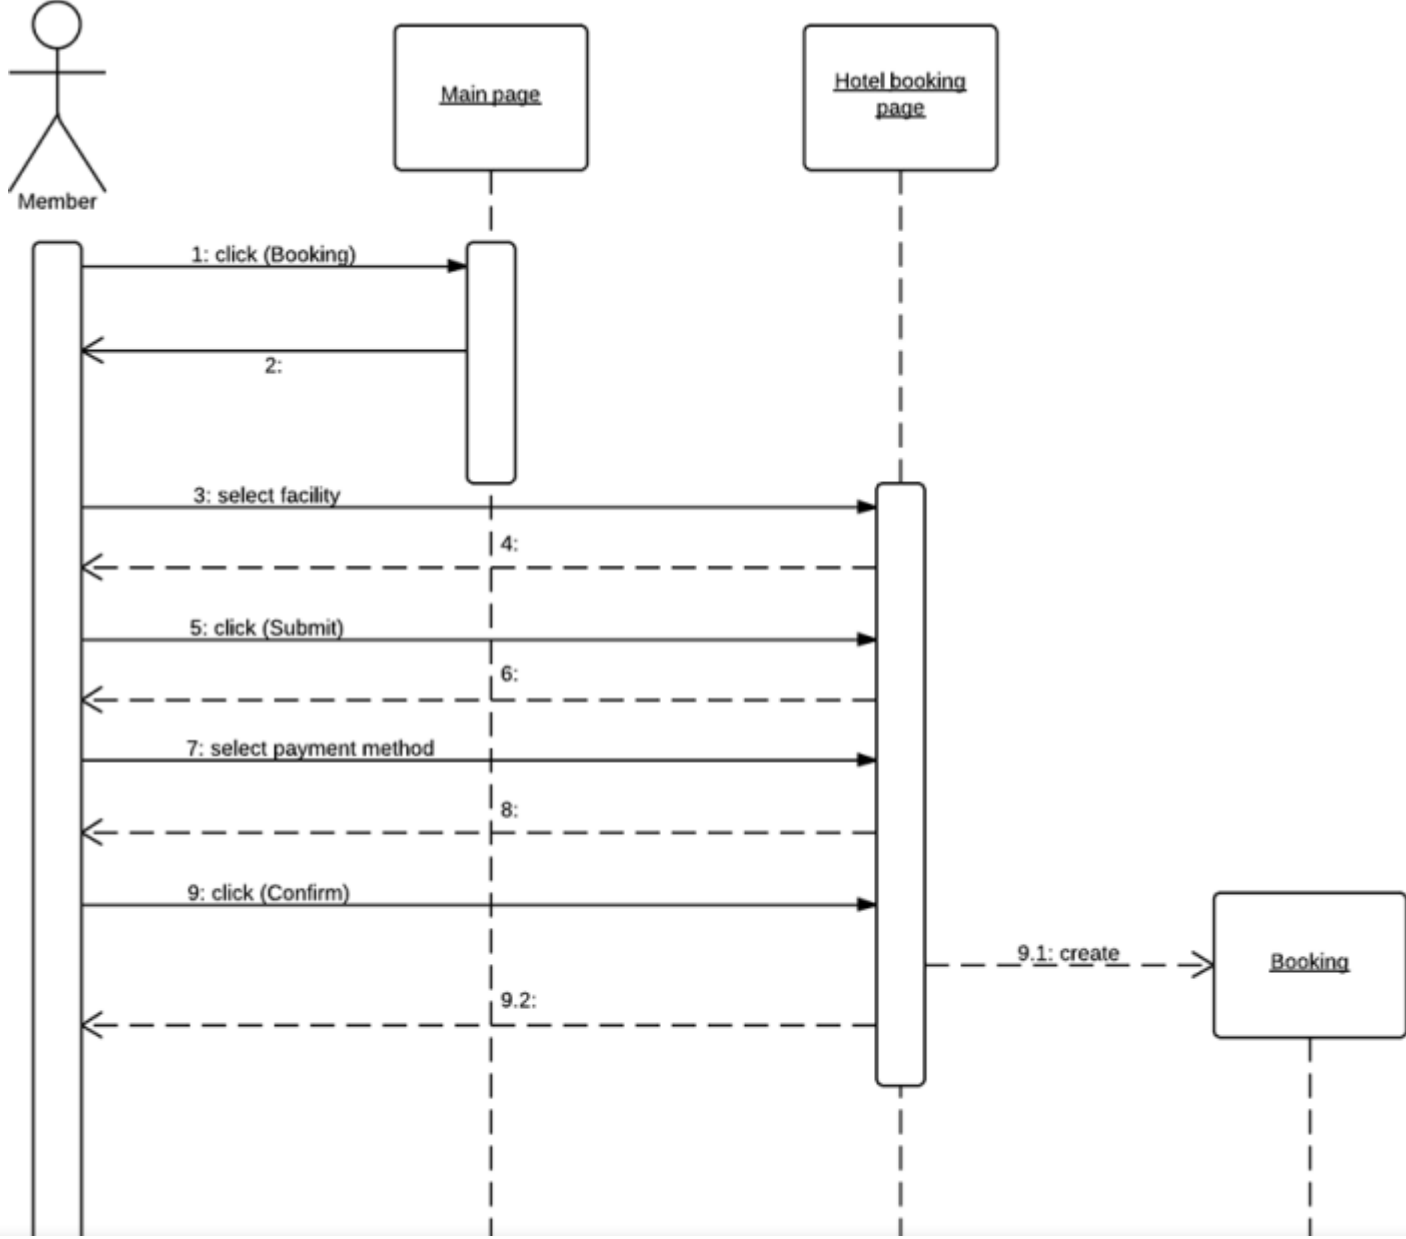 Main page
Hotel booking
page
Member
1: click (Booking)
2:
3: select facility
4:
5: click (Submit)
6:
7: select payment method
8:
9: click (Confirm)
9.1: create
Booking
9.2: